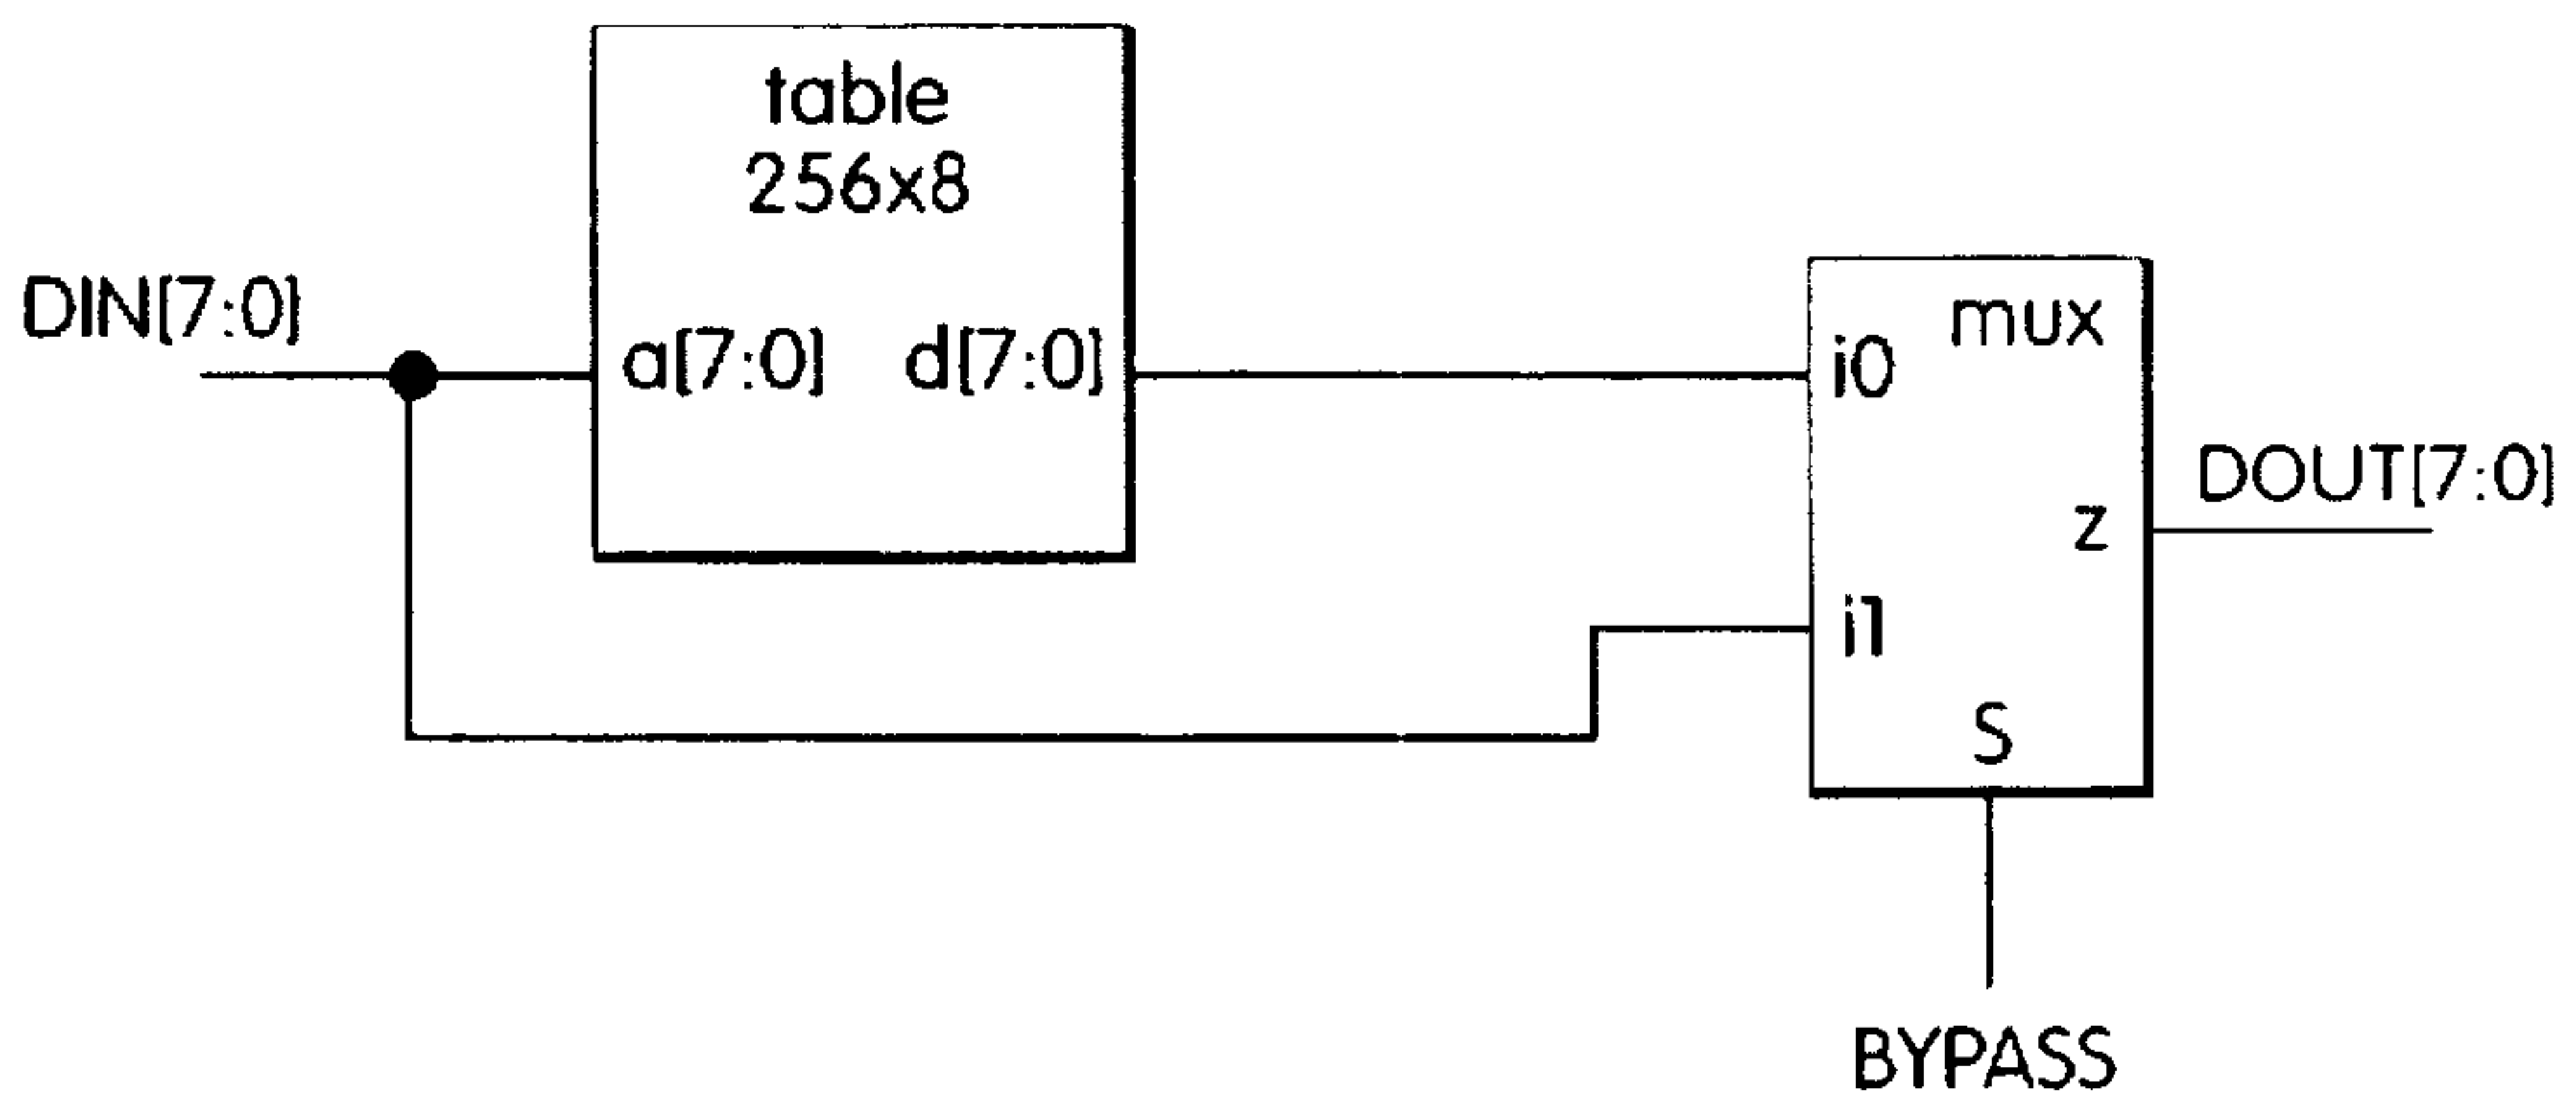 table
256x8
DIN[7:0]
a[7:0] d[7:0]
mux
i0
DOUT[7:0]
z
i1
S
BYPASS